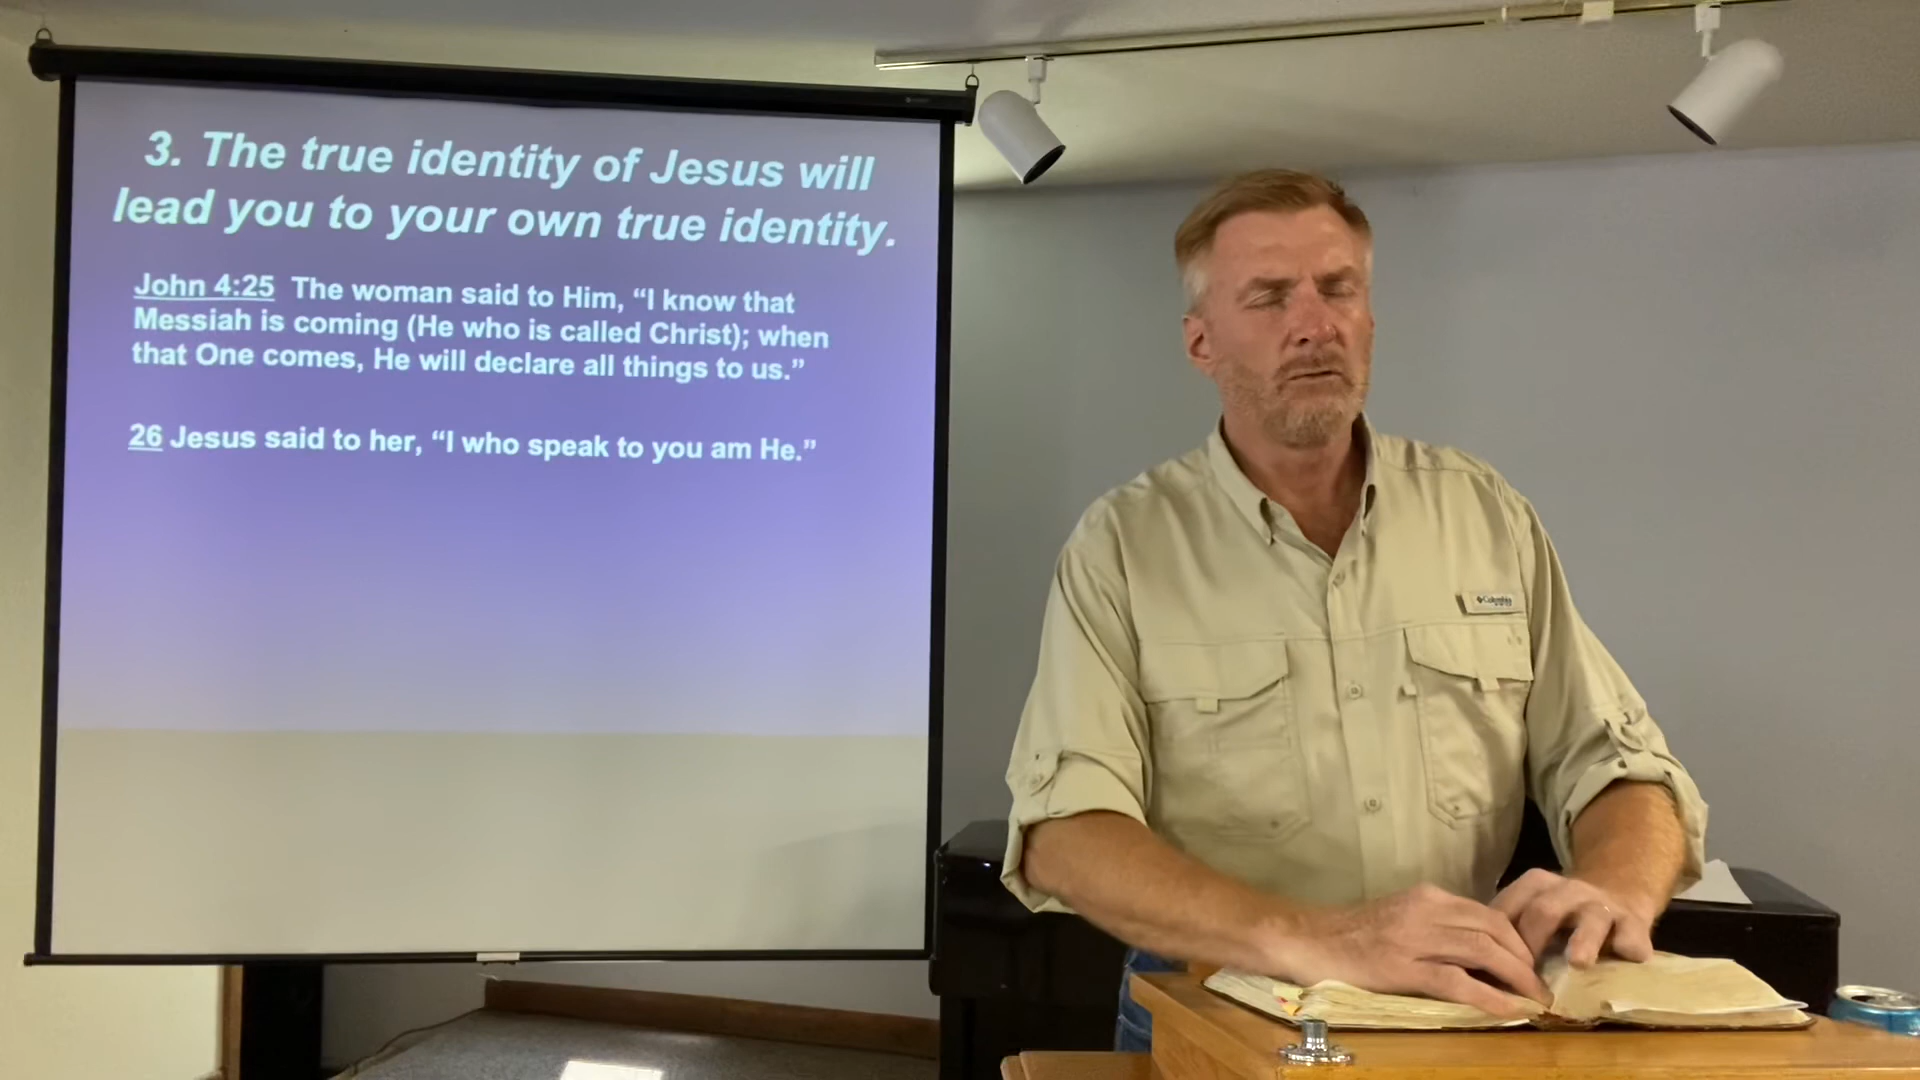 3. The true identity of Jesus will
lead you to your own true identity.
John 4:25 The woman said to Him, “I know that
Messiah is coming (He who is called Christ); when
that One comes, He will declare all things to us.”
26 Jesus said to her, “I who speak to you am He.”
Columbia